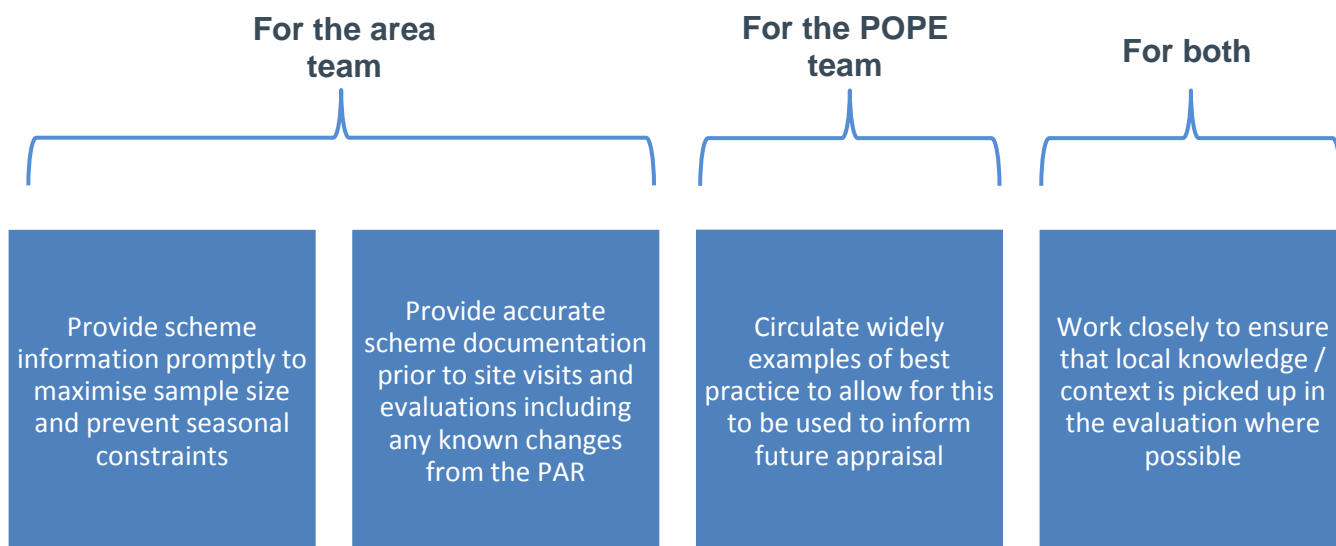 For the area
team
For the POPE
team
For both
Provide scheme
information promptly to
maximise sample size
and prevent seasonal
constraints
Provide accurate
scheme documentation
prior to site visits and
evaluations including
any known changes
from the PAR
Circulate widely
examples of best
practice to allow for this
to be used to inform
future appraisal
Work closely to ensure
that local knowledge /
context is picked up in
the evaluation where
possible